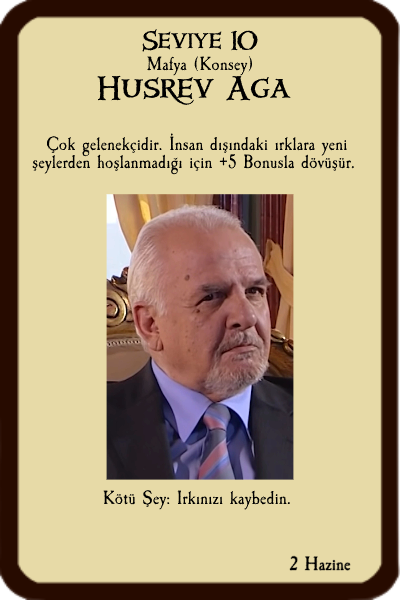 Seviye 10
Mafya (Konsey)
Husrev Aga
Çok gelenekçidir. İnsan dışındaki ırklara yeni
şeylerden hoşlanmadığı için +5 Bonusla dövüşür.
Kötü Şey: Irkınızı kaybedin.
2 Hazine